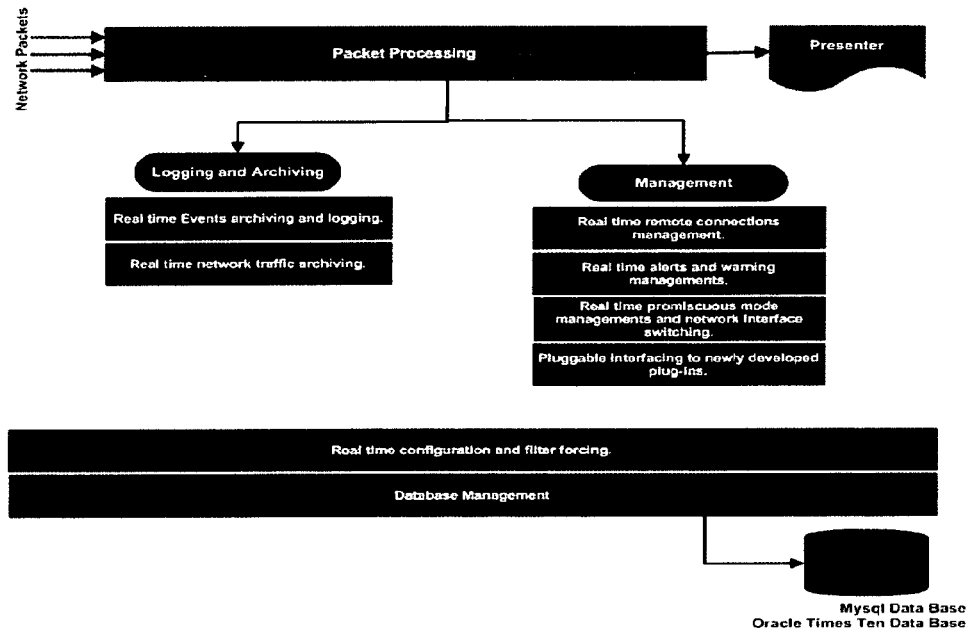 Network Packets
Packet Processing
Presenter
Logging and Archiving
Real time Events archiving and logging.
Real time network traffic archiving.
Management
Real time remote connections
management.
Real time alerts and warning
managements.
Real time promiscuous mode
managements and network interface
switching.
Pluggable interfacing to newly developed
plug-ins.
Real time configuration and filter forcing.
Database Management
Mysql Data Base
Oracle Times Ten Data Base